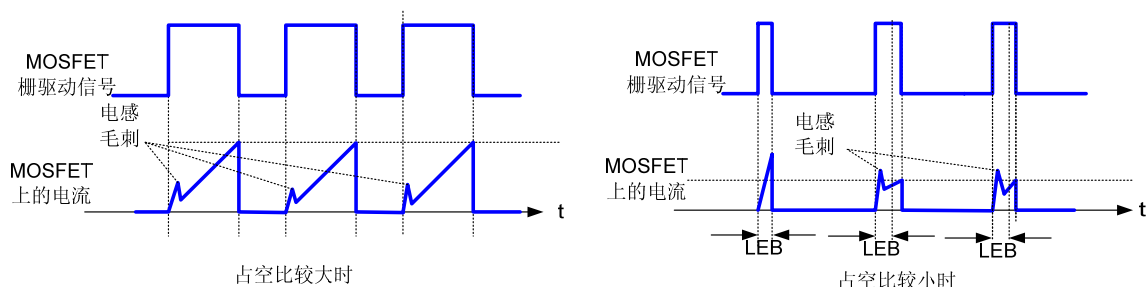 MOSFET
栅驱动信号
电感
毛刺
MOSFET
上的电流
t
占空比较大时
MOSFET
栅驱动信号
电感
毛刺
MOSFET
上的电流
t
LEB
LEB
LEB
占空比较小时